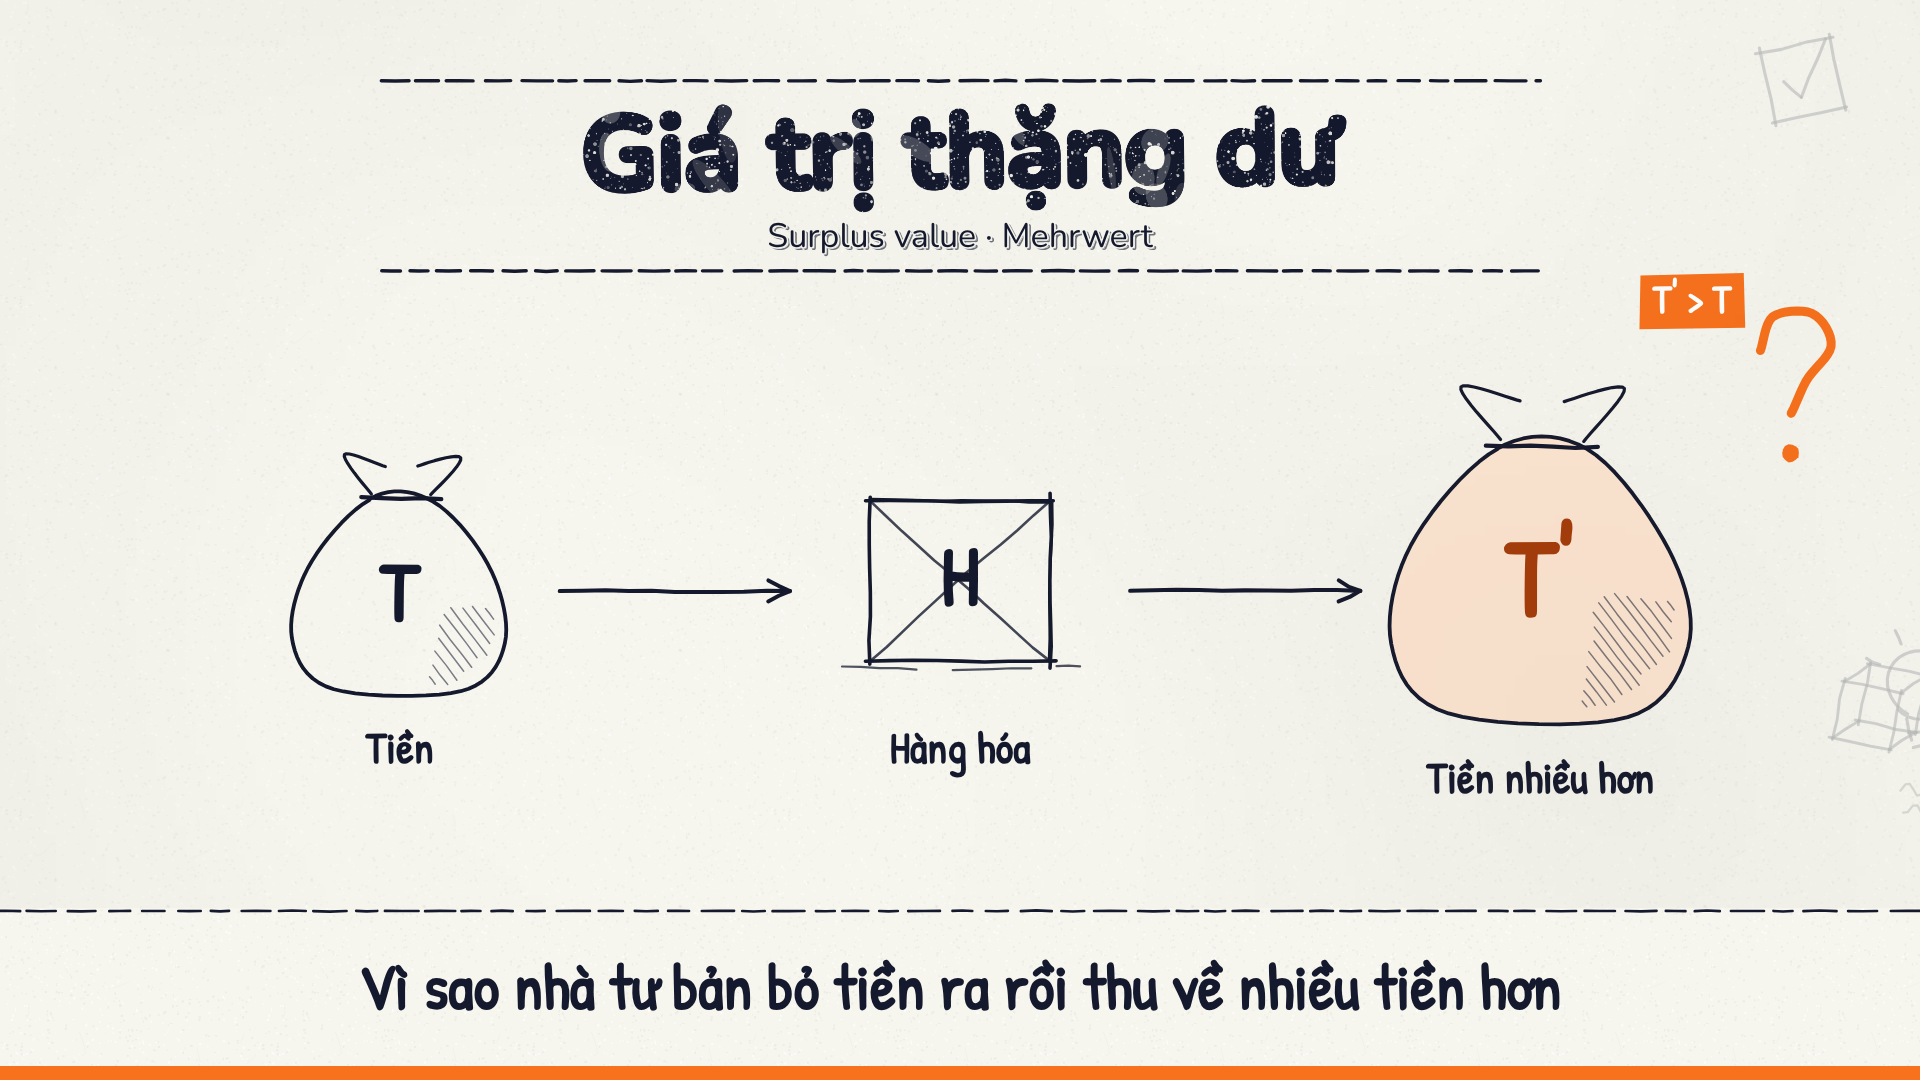 Giá trị thặng dư
Surplus value · Mehrwert
T' > T
?
T
H
T'
Tiền
Hàng hóa
Tiền nhiều hơn
Vì sao nhà tư bản bỏ tiền ra rồi thu về nhiều tiền hơn